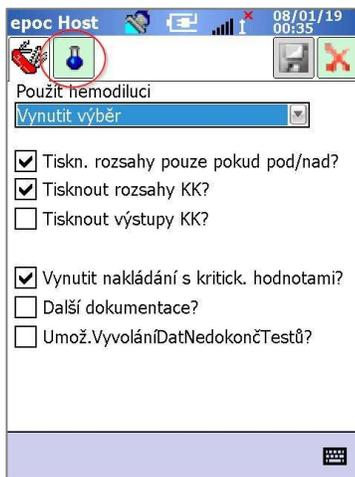 epoc Host
08/01/19
00:35
Použít hemodiluci
Vynutit výběr
Tiskn. rozsahy pouze pokud pod/nad?
Tisknout rozsahy KK?
Tisknout výstupy KK?
Vynutit nakládání s kritick. hodnotami?
Další dokumentace?
Umož.VyvoláníDatNedokončTestů?